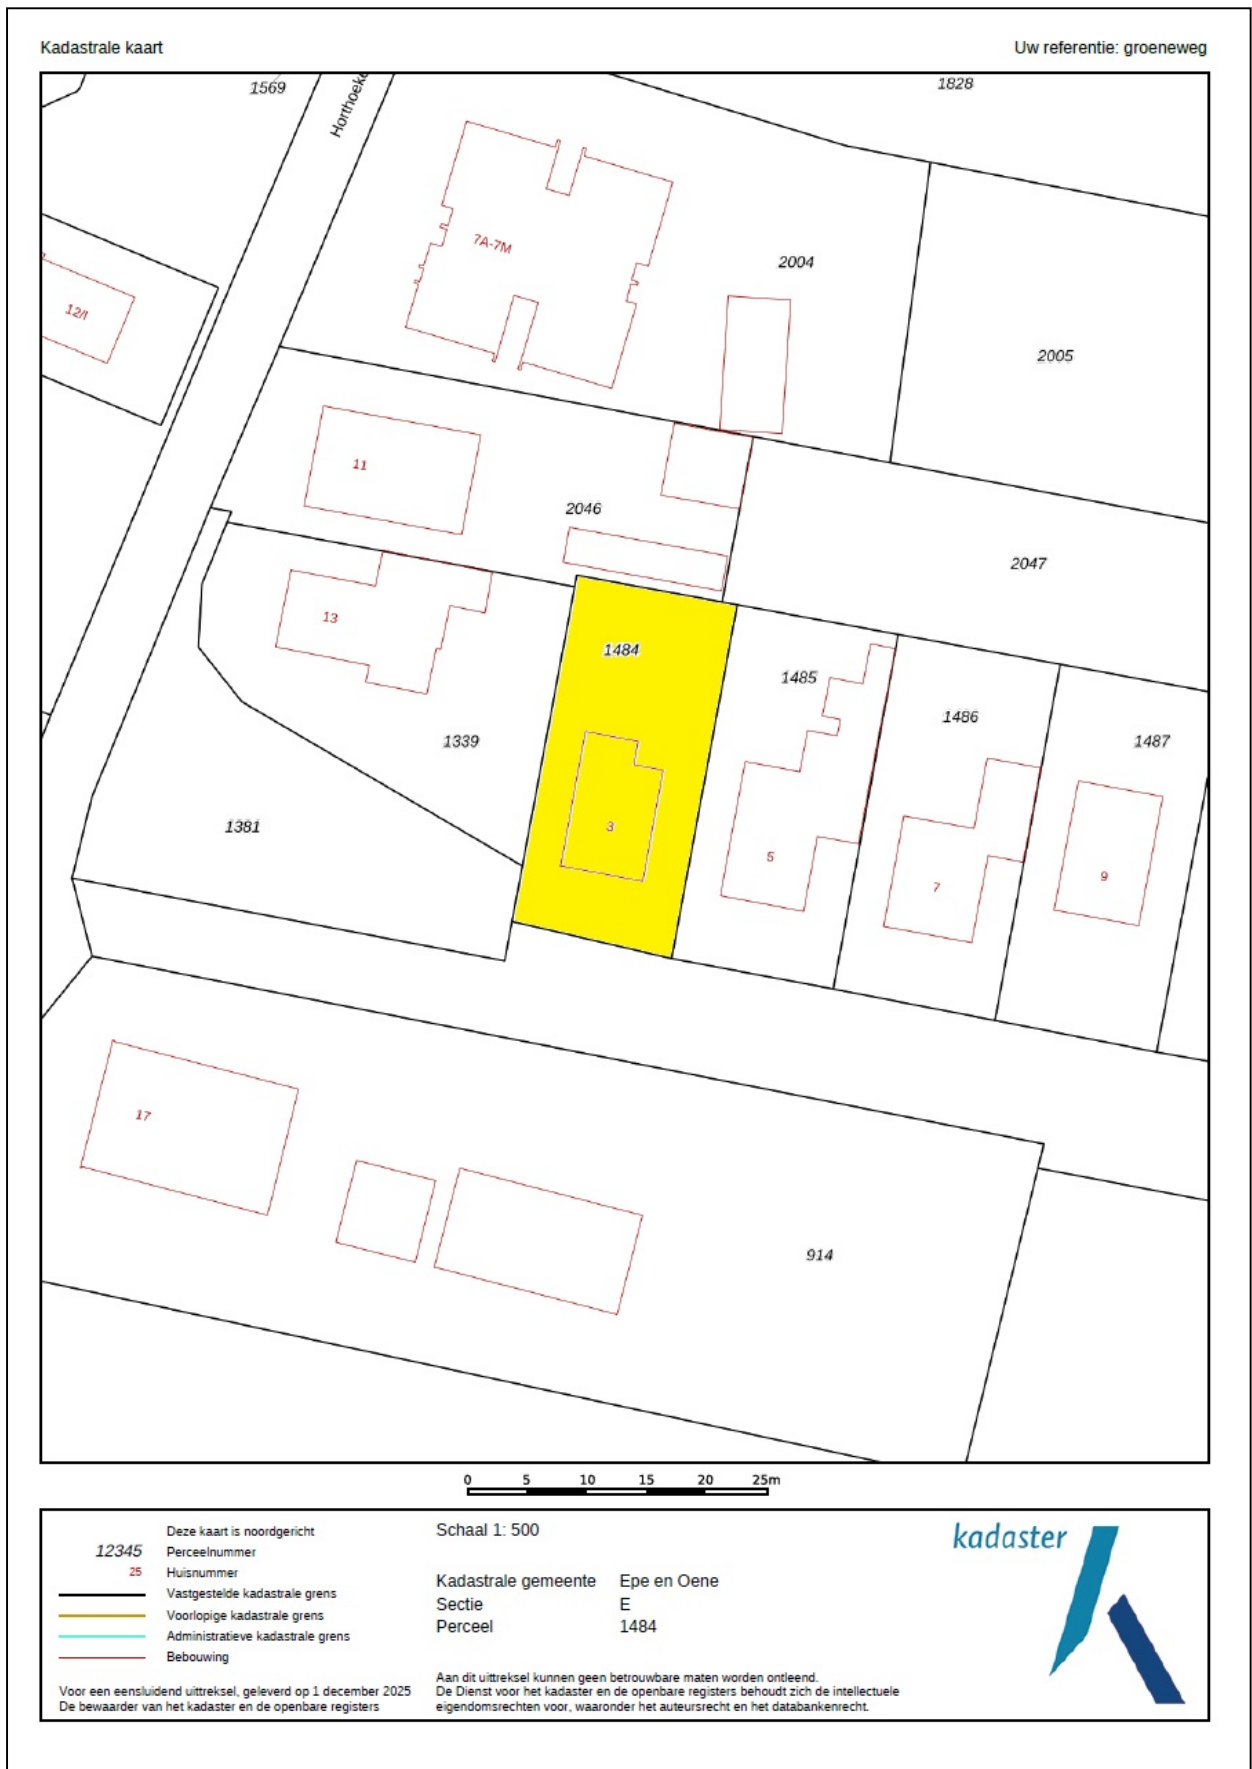 Kadastrale kaart
Uw referentie: groeneweg
1569
Horthoeke
1828
7A-7M
2004
12/I
2005
11
2046
2047
13
1484
1485
1486
1487
1339
3
1381
5
7
9
17
914
0 5 10 15 20 25m
Deze kaart is noordgericht
12345 Perceelnummer
25 Huisnummer
Vastgestelde kadastrale grens
Voorlopige kadastrale grens
Administratieve kadastrale grens
Bebouwing
Voor een eensluidend uittreksel, geleverd op 1 december 2025
De bewaarder van het kadaster en de openbare registers
Schaal 1: 500
Kadastrale gemeente Epe en Oene
Sectie E
Perceel 1484
Aan dit uittreksel kunnen geen betrouwbare maten worden ontleend.
De Dienst voor het kadaster en de openbare registers behoudt zich de intellectuele
eigendomsrechten voor, waaronder het auteursrecht en het databankenrecht.
kadaster